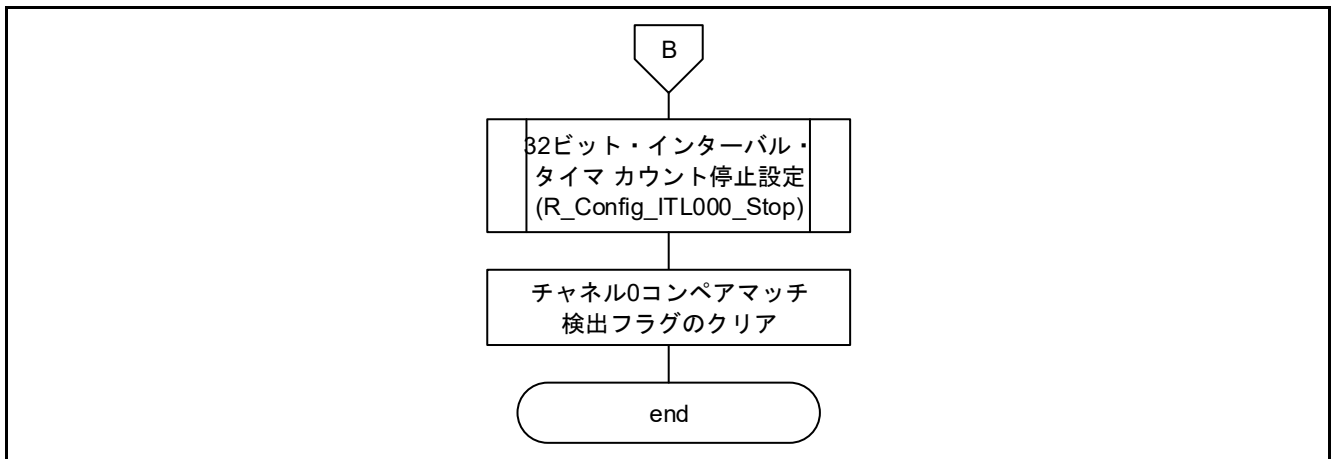 B
32ビット・インターバル・
タイマ カウント停止設定
(R_Config_ITL000_Stop)
チャネル0コンペアマッチ
検出フラグのクリア
end